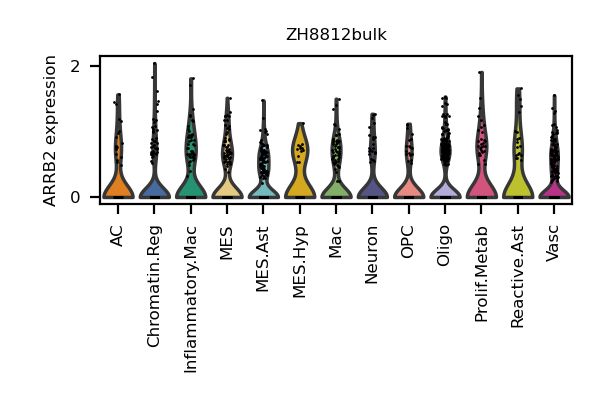 ZH8812bulk
ARRB2 expression
2
0
AC
Chromatin.Reg
Inflammatory.Mac
MES
MES.Ast
MES.Hyp
Mac
Neuron
OPC
Oligo
Prolif.Metab
Reactive.Ast
Vasc